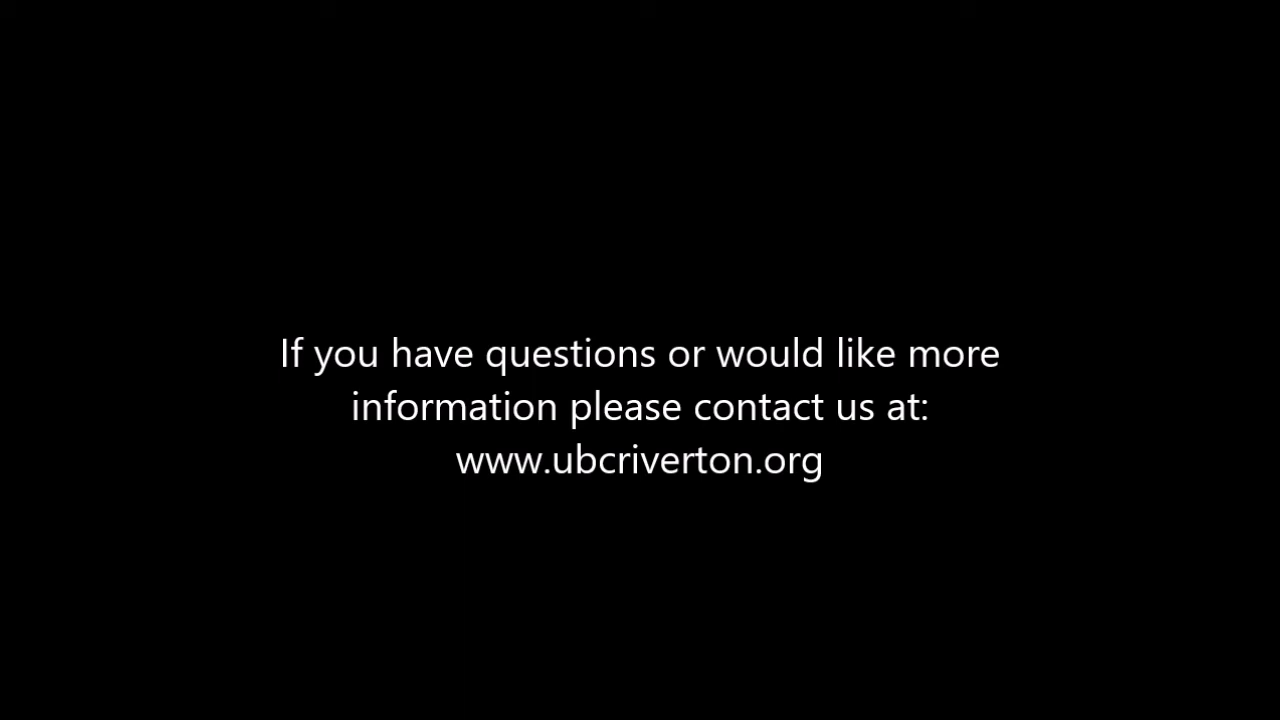 If you have questions or would like more
information please contact us at:
www.ubcriverton.org